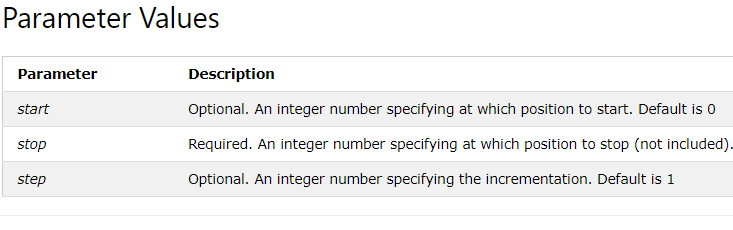 Parameter Values
Parameter Description
start Optional. An integer number specifying at which position to start. Default is 0
stop Required. An integer number specifying at which position to stop (not included).
step Optional. An integer number specifying the incrementation. Default is 1